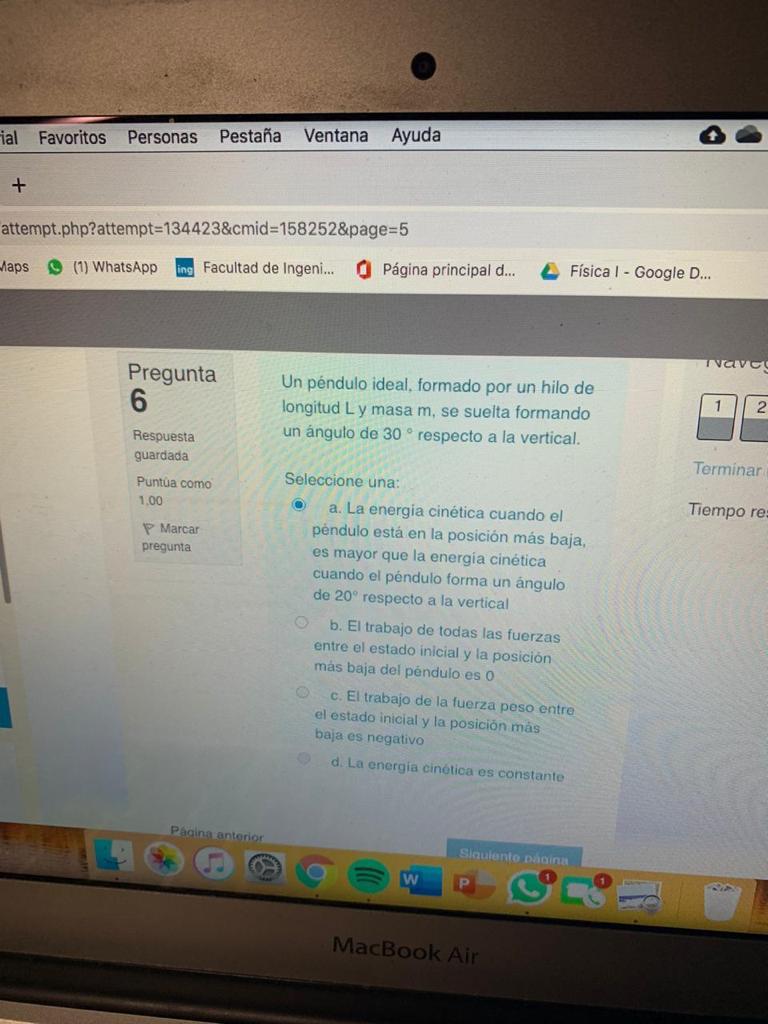 ial Favoritos Personas Pestaña Ventana Ayuda
+
attempt.php?attempt=134423&cmid=158252&page=5
Maps (1) WhatsApp ing Facultad de Ingeni... Página principal d... Física I - Google D...
Pregunta
6
Respuesta
guardada
Puntúa como
1,00
Marcar
pregunta
Un péndulo ideal, formado por un hilo de
longitud L y masa m, se suelta formando
un ángulo de 30 ° respecto a la vertical.
Seleccione una:
a. La energía cinética cuando el
péndulo está en la posición más baja,
es mayor que la energía cinética
cuando el péndulo forma un ángulo
de 20° respecto a la vertical
b. El trabajo de todas las fuerzas
entre el estado inicial y la posición
más baja del péndulo es 0
c. El trabajo de la fuerza peso entre
el estado inicial y la posición más
baja es negativo
d. La energía cinética es constante
Naveg
1 2
Terminar
Tiempo res
Página anterior
Siguiente página
W
P
1
1
MacBook Air